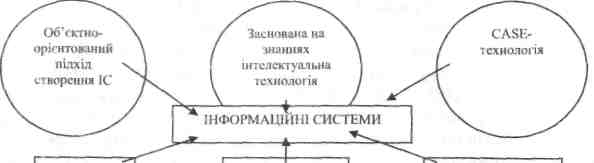 Об'єктно-
орієнтований
підхід
створення ІС
Заснована на
знаннях
інтелектуальна
технологія
CASE-
технологія
ІНФОРМАЦІЙНІ СИСТЕМИ